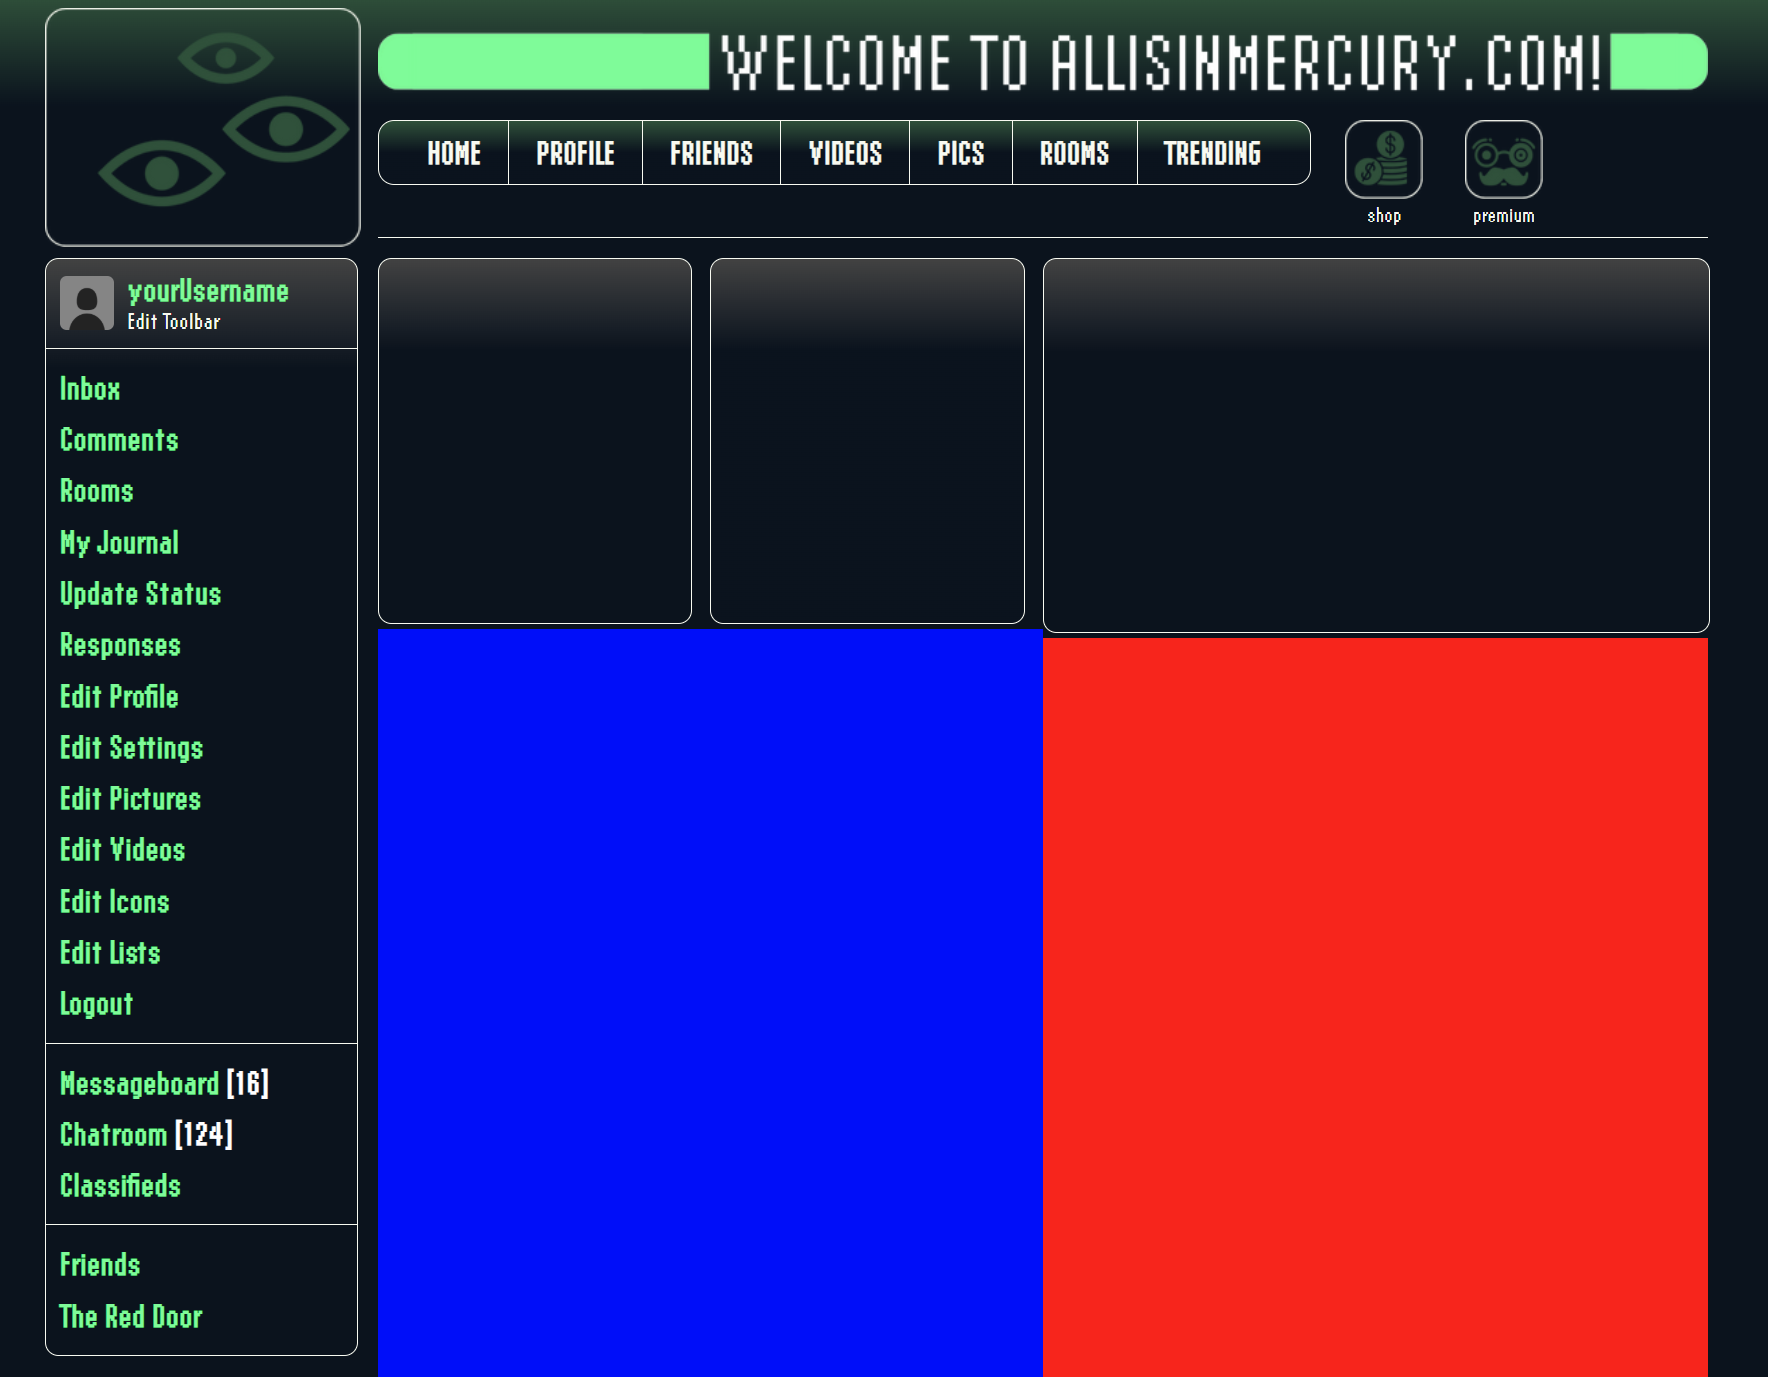 WELCOME TO ALLISINMERCURY.COM!
HOME PROFILE FRIENDS VIDEOS PICS ROOMS TRENDING
shop premium
yourUsername
Edit Toolbar
Inbox
Comments
Rooms
My Journal
Update Status
Responses
Edit Profile
Edit Settings
Edit Pictures
Edit Videos
Edit Icons
Edit Lists
Logout
Messageboard [16]
Chatroom [124]
Classifieds
Friends
The Red Door